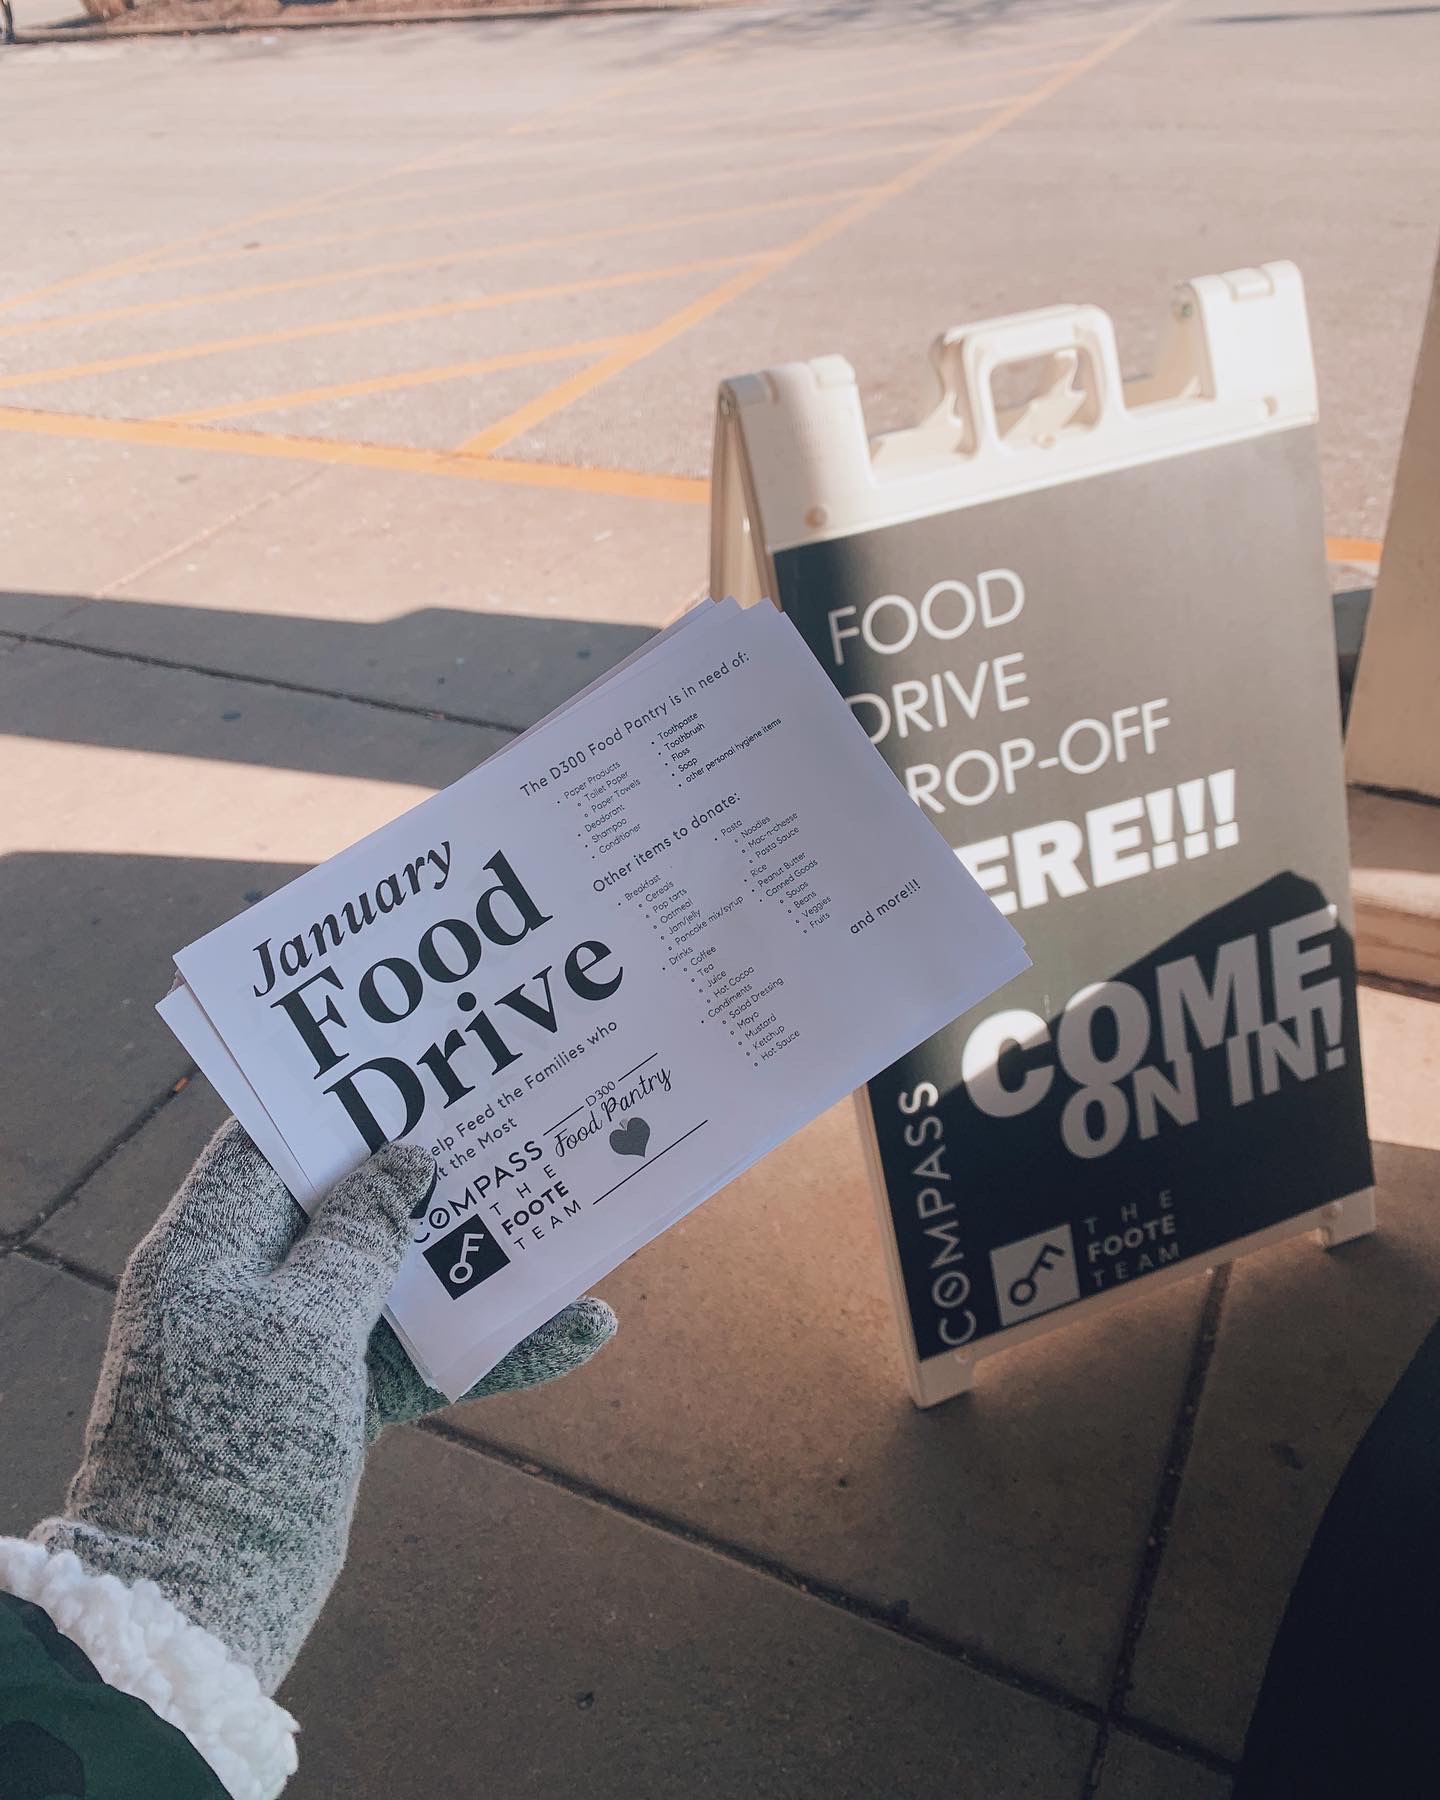 January
Food
Drive
elp Feed the Families who
t the Most
COMPASS
THE
FOOTE
TEAM
D300
Food Pantry
The D300 Food Pantry is in need of:
Paper Products
Toilet Paper
Paper Towels
Deodorant
Shampoo
Conditioner
Toothpaste
Toothbrush
Floss
Soap
other personal hygiene items
Other items to donate:
Breakfast
Cereals
Pop tarts
Oatmeal
Jam/jelly
Pancake mix/syrup
Drinks
Coffee
Tea
Juice
Hot Cocoa
Condiments
Salad Dressing
Mayo
Mustard
Ketchup
Hot Sauce
Pasta
Noodles
Mac-n-cheese
Pasta Sauce
Rice
Peanut Butter
Canned Goods
Soups
Beans
Veggies
Fruits
and more!!!
FOOD
DRIVE
ROP-OFF
ERE!!!
COME
ON IN!
COMPASS
THE
FOOTE
TEAM